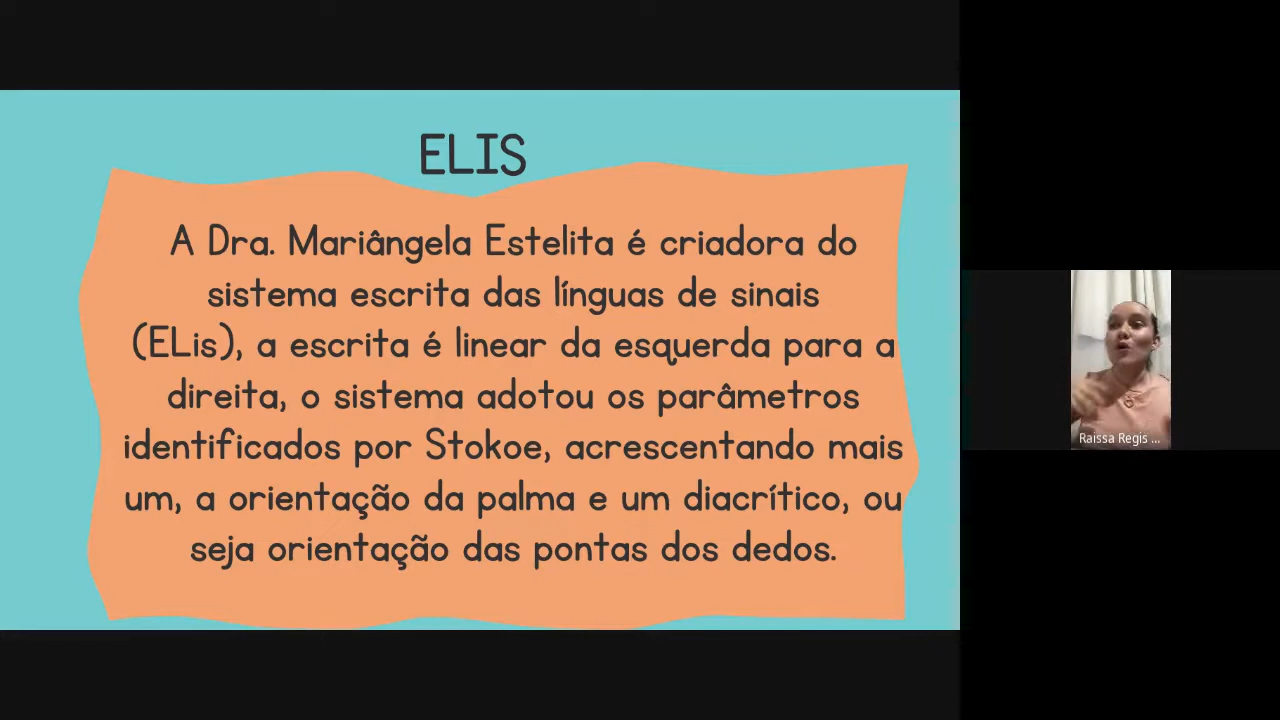 ELIS
A Dra. Mariângela Estelita é criadora do
sistema escrita das línguas de sinais
(ELis), a escrita é linear da esquerda para a
direita, o sistema adotou os parâmetros
identificados por Stokoe, acrescentando mais
um, a orientação da palma e um diacrítico, ou
seja orientação das pontas dos dedos.
Raissa Regis ...